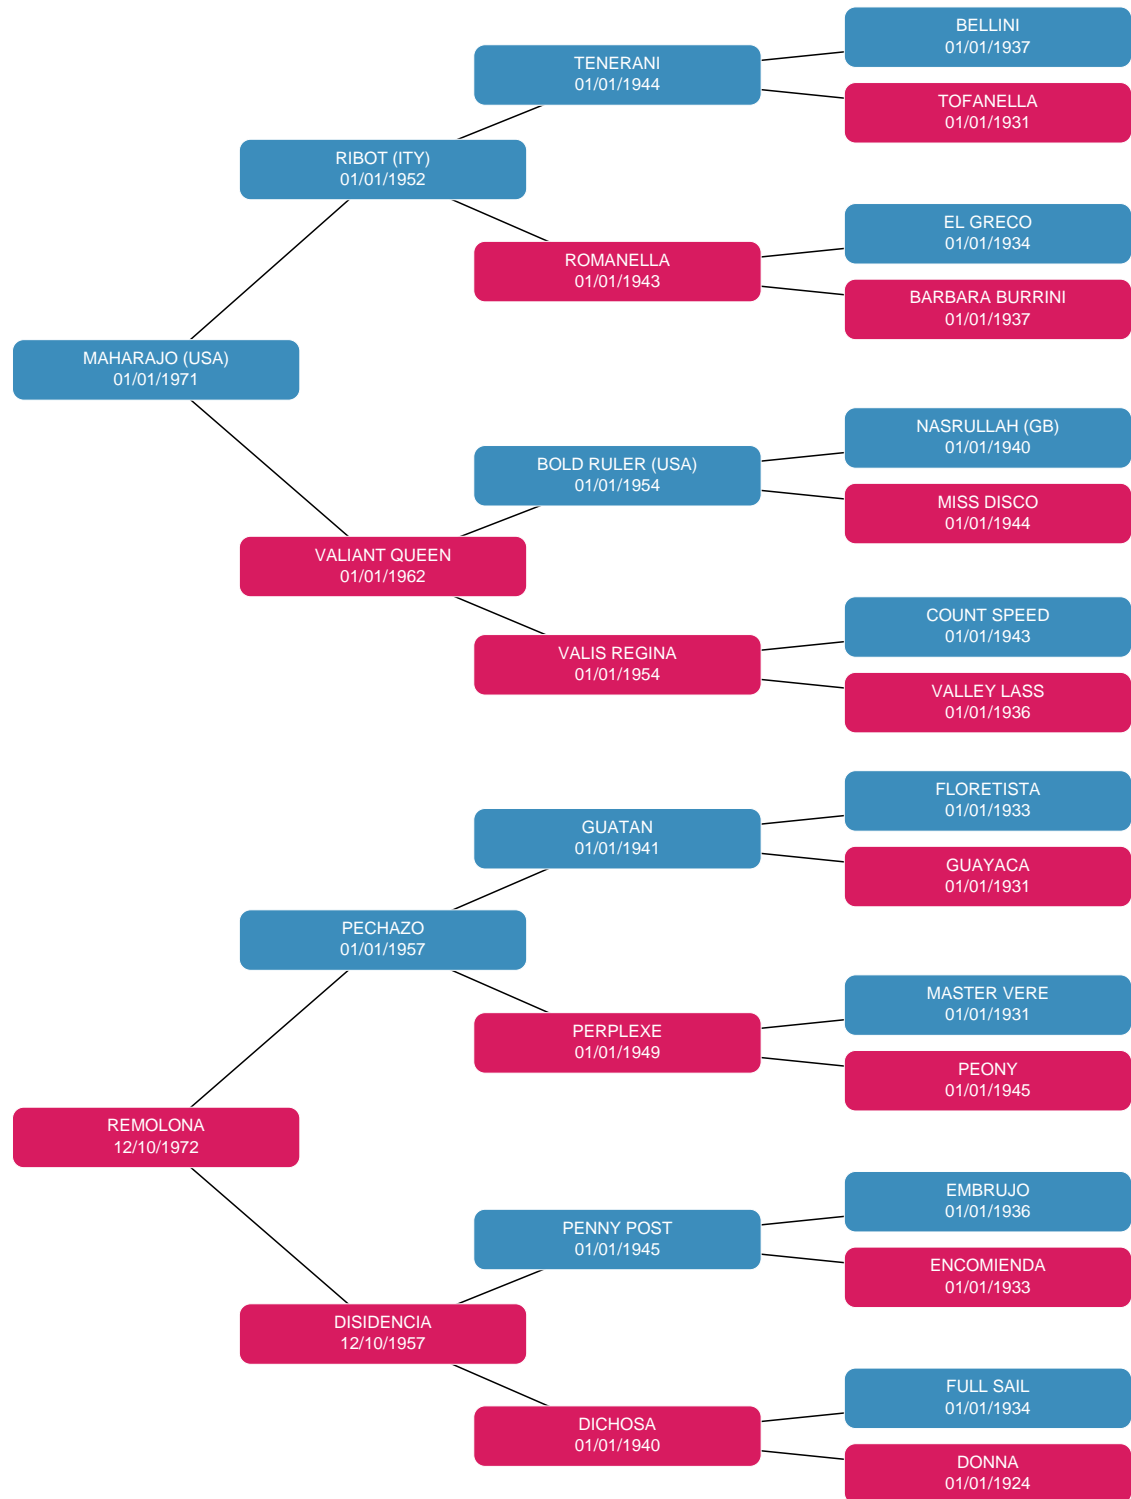 BELLINI
01/01/1937
TENERANI
01/01/1944
TOFANELLA
01/01/1931
RIBOT (ITY)
01/01/1952
EL GRECO
01/01/1934
ROMANELLA
01/01/1943
BARBARA BURRINI
01/01/1937
MAHARAJO (USA)
01/01/1971
NASRULLAH (GB)
01/01/1940
BOLD RULER (USA)
01/01/1954
MISS DISCO
01/01/1944
VALIANT QUEEN
01/01/1962
COUNT SPEED
01/01/1943
VALIS REGINA
01/01/1954
VALLEY LASS
01/01/1936
FLORETISTA
01/01/1933
GUATAN
01/01/1941
GUAYACA
01/01/1931
PECHAZO
01/01/1957
MASTER VERE
01/01/1931
PERPLEXE
01/01/1949
PEONY
01/01/1945
REMOLONA
12/10/1972
EMBRUJO
01/01/1936
PENNY POST
01/01/1945
ENCOMIENDA
01/01/1933
DISIDENCIA
12/10/1957
FULL SAIL
01/01/1934
DICHOSA
01/01/1940
DONNA
01/01/1924